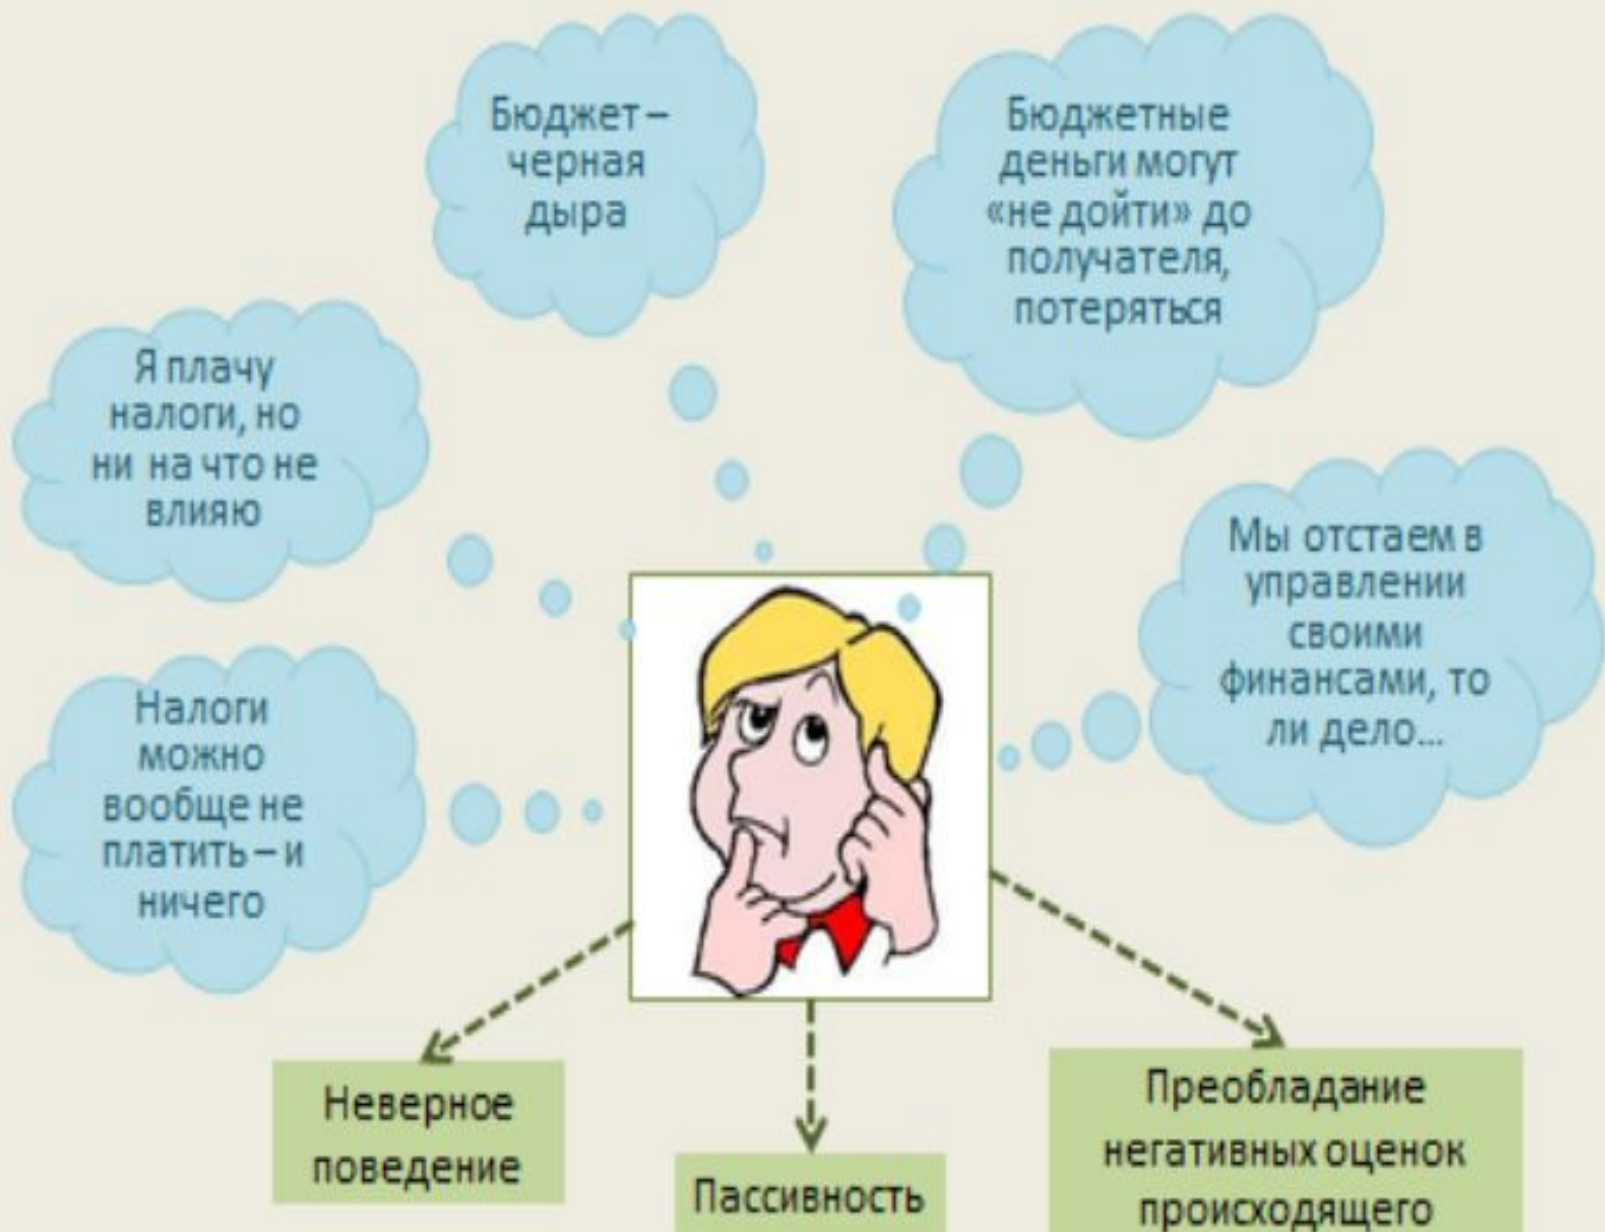 Бюджет –
черная
дыра
Бюджетные
деньги могут
«не дойти» до
получателя,
потеряться
Я плачу
налоги, но
ни на что не
влияю
Мы отстаем в
управлении
своими
финансами, то
ли дело...
Налоги
можно
вообще не
платить – и
ничего
Неверное
поведение
Пассивность
Преобладание
негативных оценок
происходящего